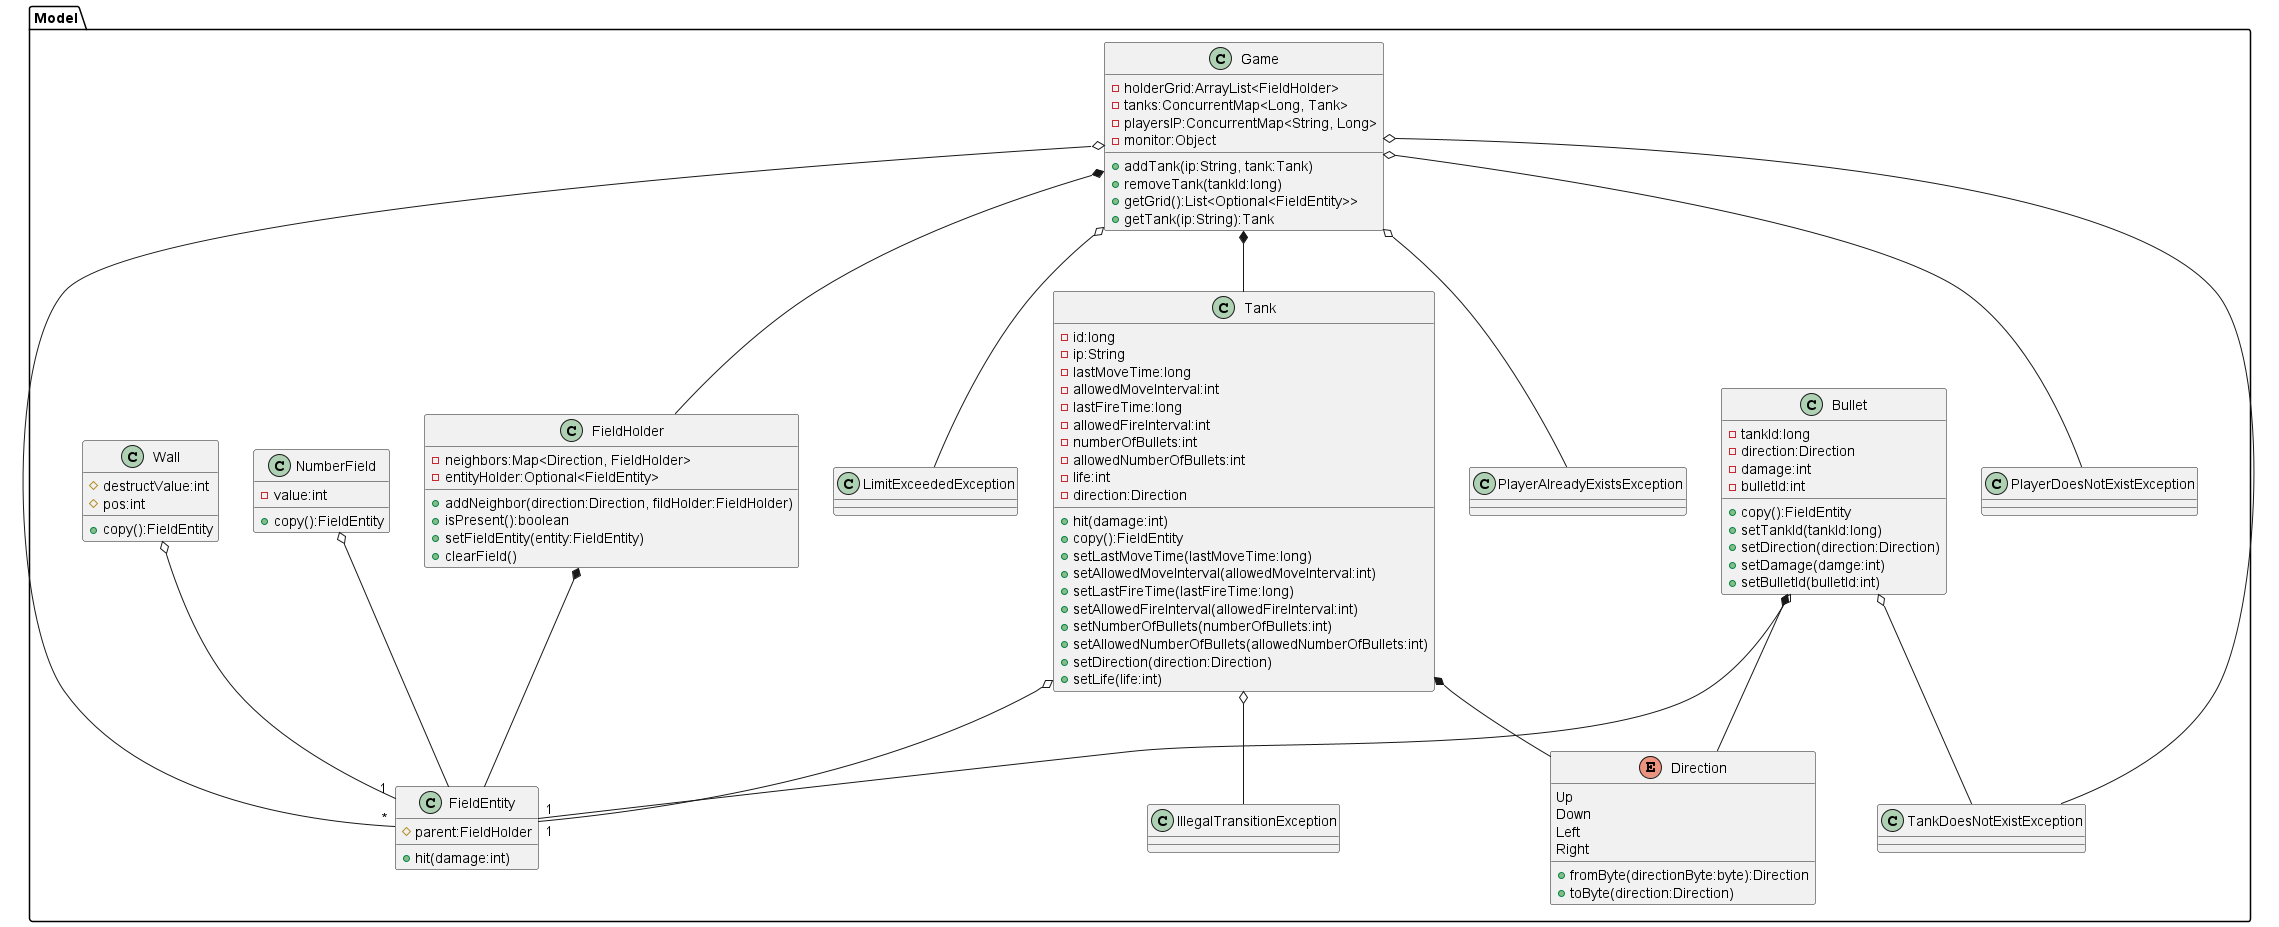 Model
C Game
holderGrid:ArrayList<FieldHolder>
tanks:ConcurrentMap<Long, Tank>
playersIP:ConcurrentMap<String, Long>
monitor:Object
addTank(ip:String, tank:Tank)
removeTank(tankId:long)
getGrid():List<Optional<FieldEntity>>
getTank(ip:String):Tank
C Tank
id:long
ip:String
lastMoveTime:long
allowedMoveInterval:int
lastFireTime:long
allowedFireInterval:int
numberOfBullets:int
allowedNumberOfBullets:int
life:int
direction:Direction
hit(damage:int)
copy():FieldEntity
setLastMoveTime(lastMoveTime:long)
setAllowedMoveInterval(allowedMoveInterval:int)
setLastFireTime(lastFireTime:long)
setAllowedFireInterval(allowedFireInterval:int)
setNumberOfBullets(numberOfBullets:int)
setAllowedNumberOfBullets(allowedNumberOfBullets:int)
setDirection(direction:Direction)
setLife(life:int)
C Wall
destructValue:int
pos:int
copy():FieldEntity
C NumberField
value:int
copy():FieldEntity
C FieldHolder
neighbors:Map<Direction, FieldHolder>
entityHolder:Optional<FieldEntity>
addNeighbor(direction:Direction, fildHolder:FieldHolder)
isPresent():boolean
setFieldEntity(entity:FieldEntity)
clearField()
C LimitExceededException
C PlayerAlreadyExistsException
C Bullet
tankId:long
direction:Direction
damage:int
bulletId:int
copy():FieldEntity
setTankId(tankId:long)
setDirection(direction:Direction)
setDamage(damge:int)
setBulletId(bulletId:int)
C PlayerDoesNotExistException
1
*
1
1
C FieldEntity
parent:FieldHolder
hit(damage:int)
C IllegalTransitionException
E Direction
Up
Down
Left
Right
fromByte(directionByte:byte):Direction
toByte(direction:Direction)
C TankDoesNotExistException